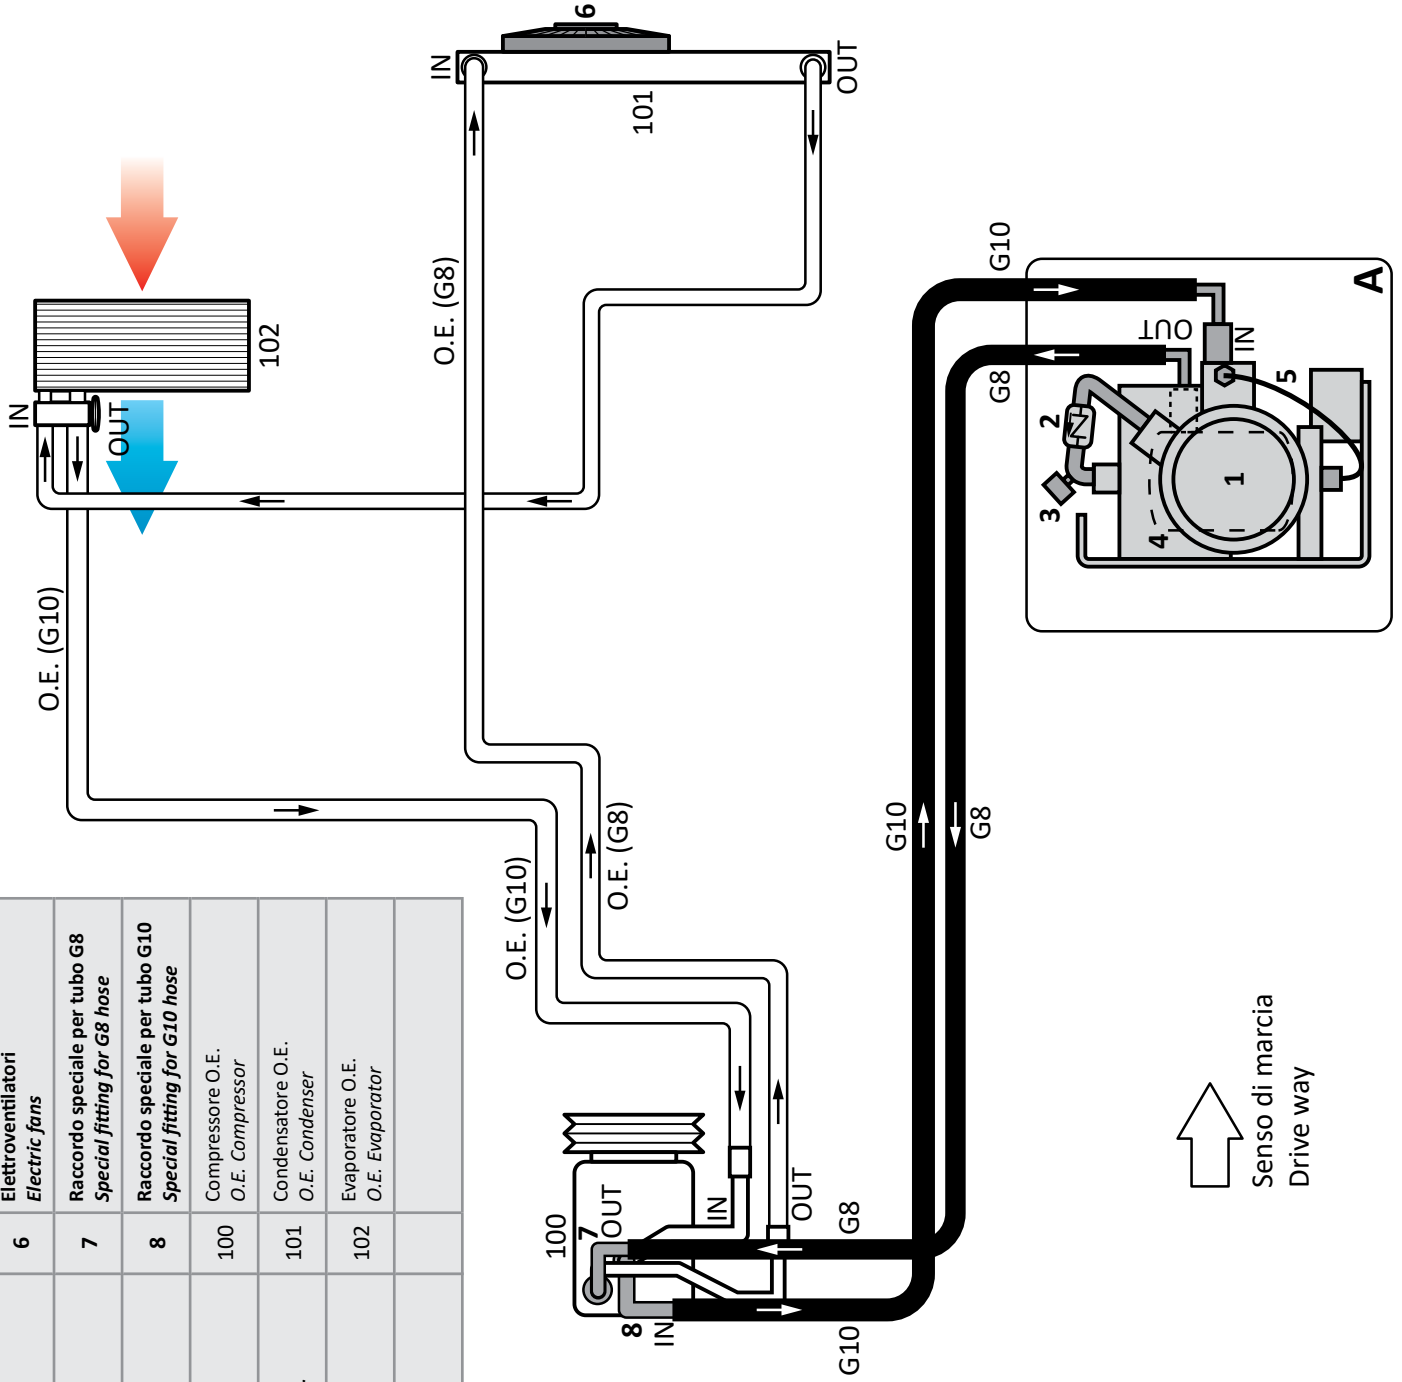 6
Elettroventilatori
Electric fans
7
Raccordo speciale per tubo G8
Special fitting for G8 hose
8
Raccordo speciale per tubo G10
Special fitting for G10 hose
100
Compressore O.E.
O.E. Compressor
101
Condensatore O.E.
O.E. Condenser
102
Evaporatore O.E.
O.E. Evaporator
IN
OUT
102
O.E. (G10)
IN
6
101
OUT
O.E. (G8)
O.E. (G10)
O.E. (G8)
100
7
OUT
IN
OUT
8
IN
G8
G10
G10
G8
G10
G8
OUT
IN
A
1
2
3
4
5
Senso di marcia
Drive way